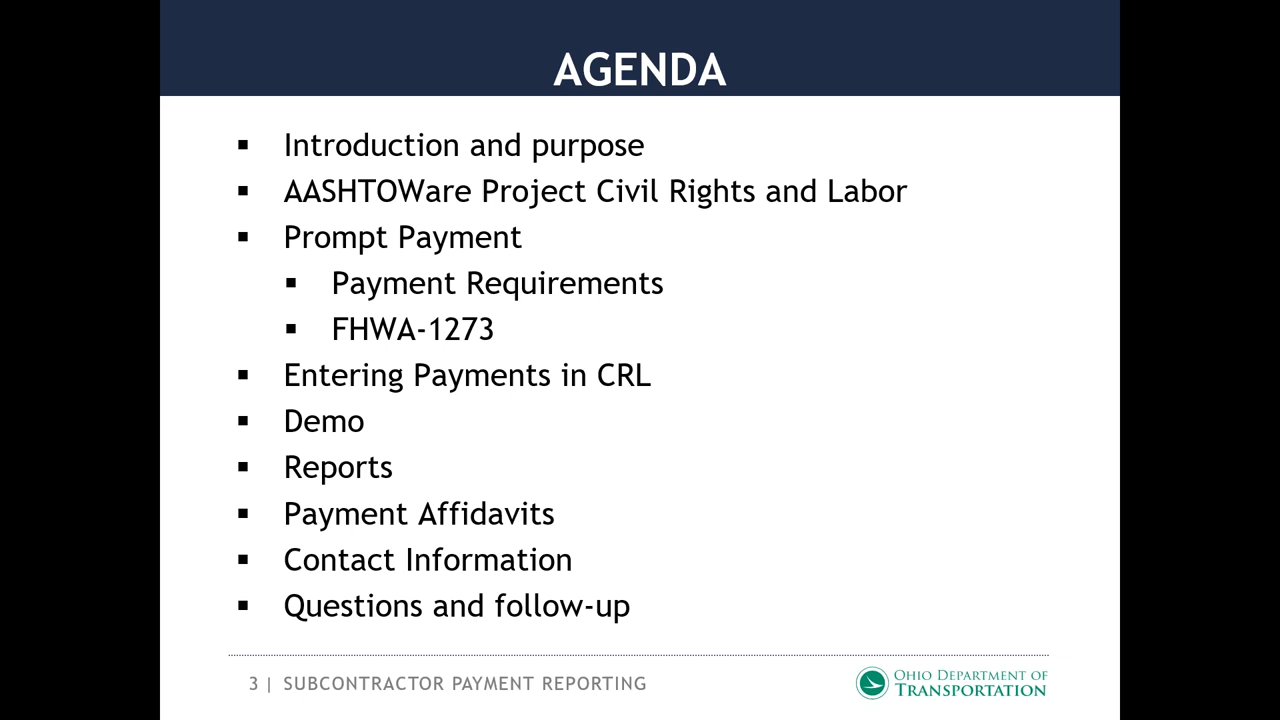 AGENDA
▪ Introduction and purpose
▪ AASHTOWare Project Civil Rights and Labor
▪ Prompt Payment
▪ Payment Requirements
▪ FHWA-1273
▪ Entering Payments in CRL
▪ Demo
▪ Reports
▪ Payment Affidavits
▪ Contact Information
▪ Questions and follow-up
3 | SUBCONTRACTOR PAYMENT REPORTING
OHIO DEPARTMENT OF
TRANSPORTATION